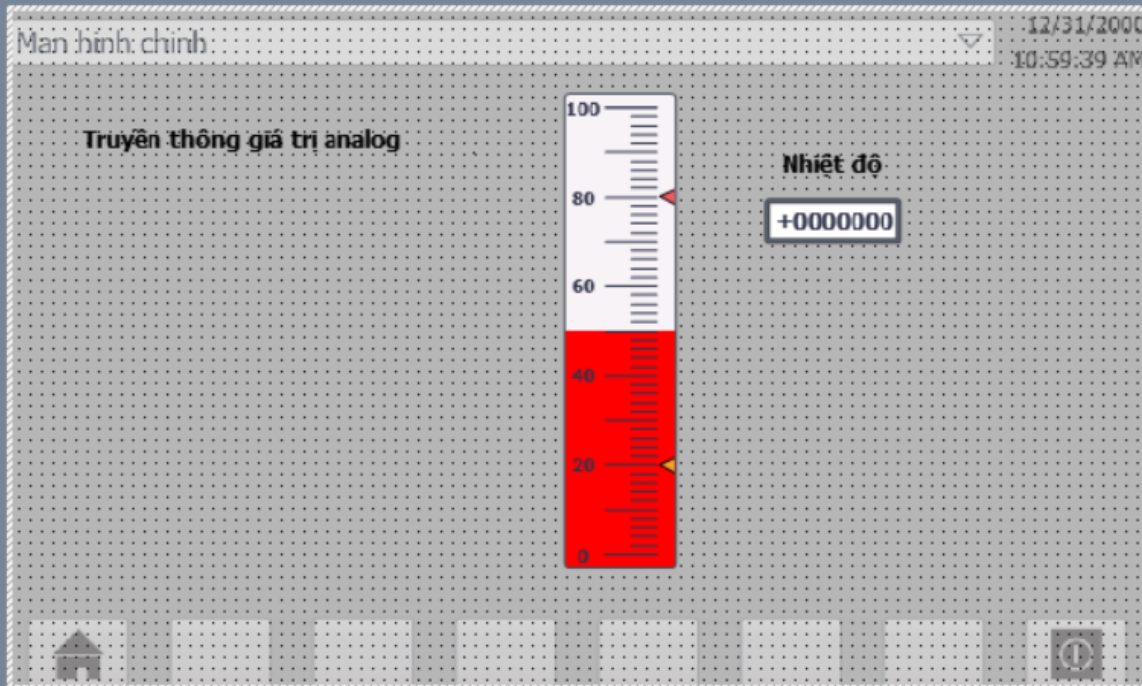 Man hinh chinh
12/31/2000
10:59:39 AM
Truyền thông giá trị analog
100
Nhiệt độ
80
+0000000
60
40
20
0